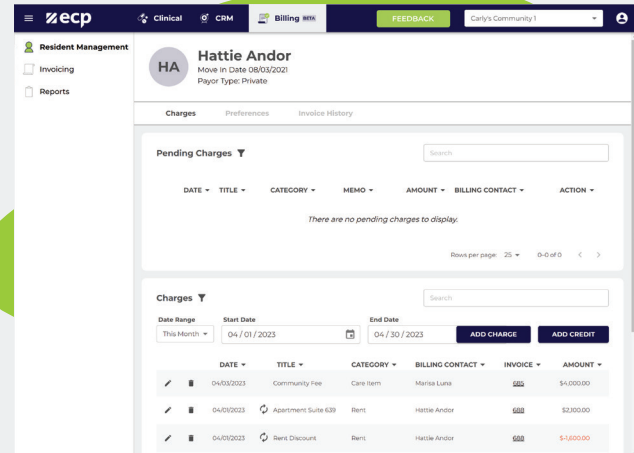 ecp Clinical CRM Billing BETA FEEDBACK Carly's Community 1
Resident Management
Invoicing
Reports
HA
Hattie Andor
Move In Date 08/03/2021
Payor Type: Private
Charges Preferences Invoice History
Pending Charges Search
DATE TITLE CATEGORY MEMO AMOUNT BILLING CONTACT ACTION
There are no pending charges to display.
Rows per page: 25 0-0 of 0
Charges Search
Date Range Start Date End Date
This Month 04 / 01 / 2023 04 / 30 / 2023 ADD CHARGE ADD CREDIT
DATE TITLE CATEGORY BILLING CONTACT INVOICE AMOUNT
04/03/2023 Community Fee Care Item Marisa Luna 685 $4,000.00
04/01/2023 Apartment Suite 639 Rent Hattie Andor 688 $2,100.00
04/01/2023 Rent Discount Rent Hattie Andor 688 $-1,600.00